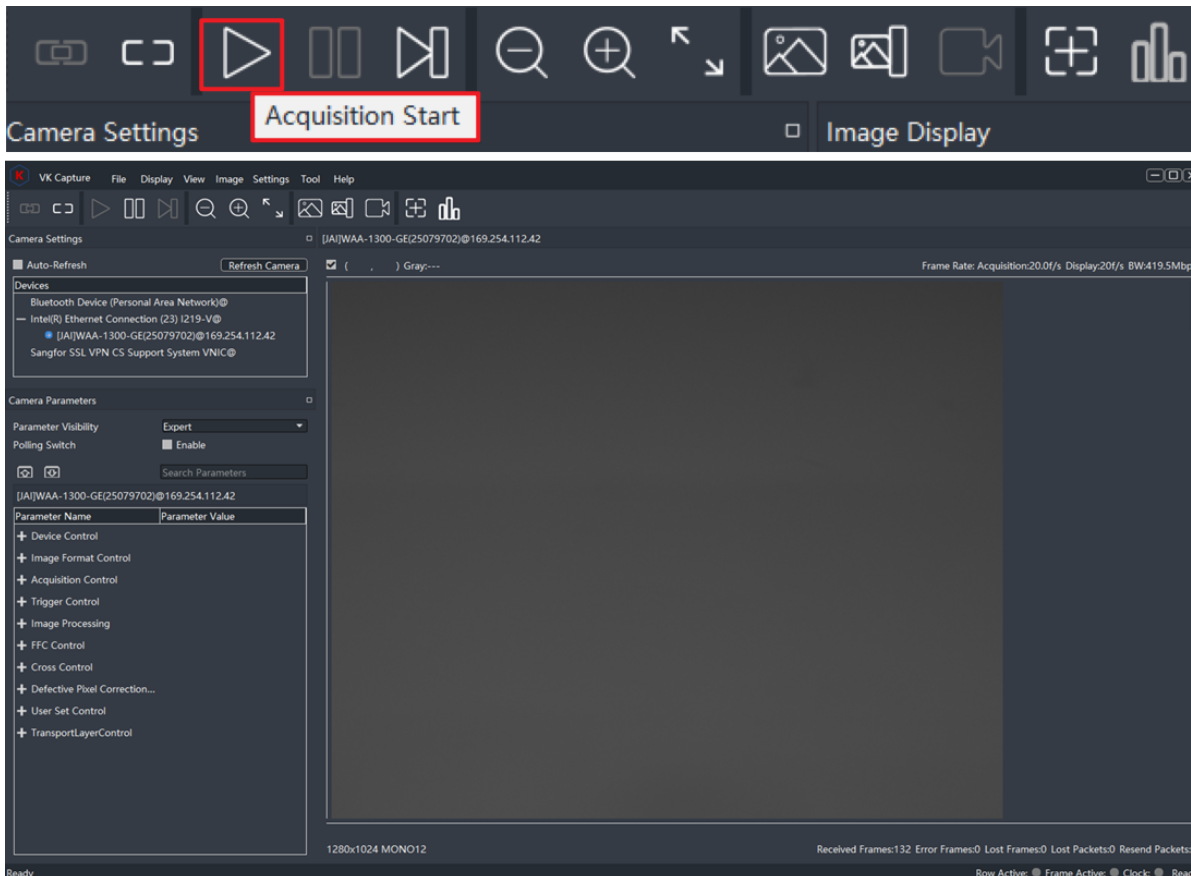 Acquisition Start
Camera Settings
Image Display
VK Capture File Display View Image Settings Tool Help
Camera Settings
[JAI]WAA-1300-GE(25079702)@169.254.112.42
Auto-Refresh Refresh Camera
( , ) Gray:---
Frame Rate: Acquisition:20.0f/s Display:20f/s BW:419.5Mbp
Devices
Bluetooth Device (Personal Area Network)@
Intel(R) Ethernet Connection (23) I219-V@
[JAI]WAA-1300-GE(25079702)@169.254.112.42
Sangfor SSL VPN CS Support System VNIC@
Camera Parameters
Parameter Visibility Expert
Polling Switch Enable
Search Parameters
[JAI]WAA-1300-GE(25079702)@169.254.112.42
Parameter Name Parameter Value
Device Control
Image Format Control
Acquisition Control
Trigger Control
Image Processing
FFC Control
Cross Control
Defective Pixel Correction...
User Set Control
TransportLayerControl
1280x1024 MONO12
Received Frames:132 Error Frames:0 Lost Frames:0 Lost Packets:0 Resend Packets:
Ready
Row Active: Frame Active: Clock: Read